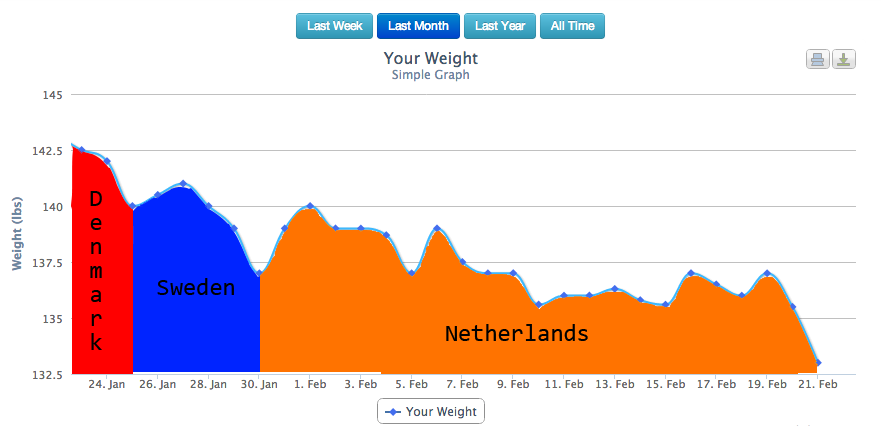 Last Week Last Month Last Year All Time
Your Weight
Simple Graph
145
142.5
140
137.5
135
132.5
Weight (lbs)
Denmark
Sweden
Netherlands
24. Jan 26. Jan 28. Jan 30. Jan 1. Feb 3. Feb 5. Feb 7. Feb 9. Feb 11. Feb 13. Feb 15. Feb 17. Feb 19. Feb 21. Feb
Your Weight